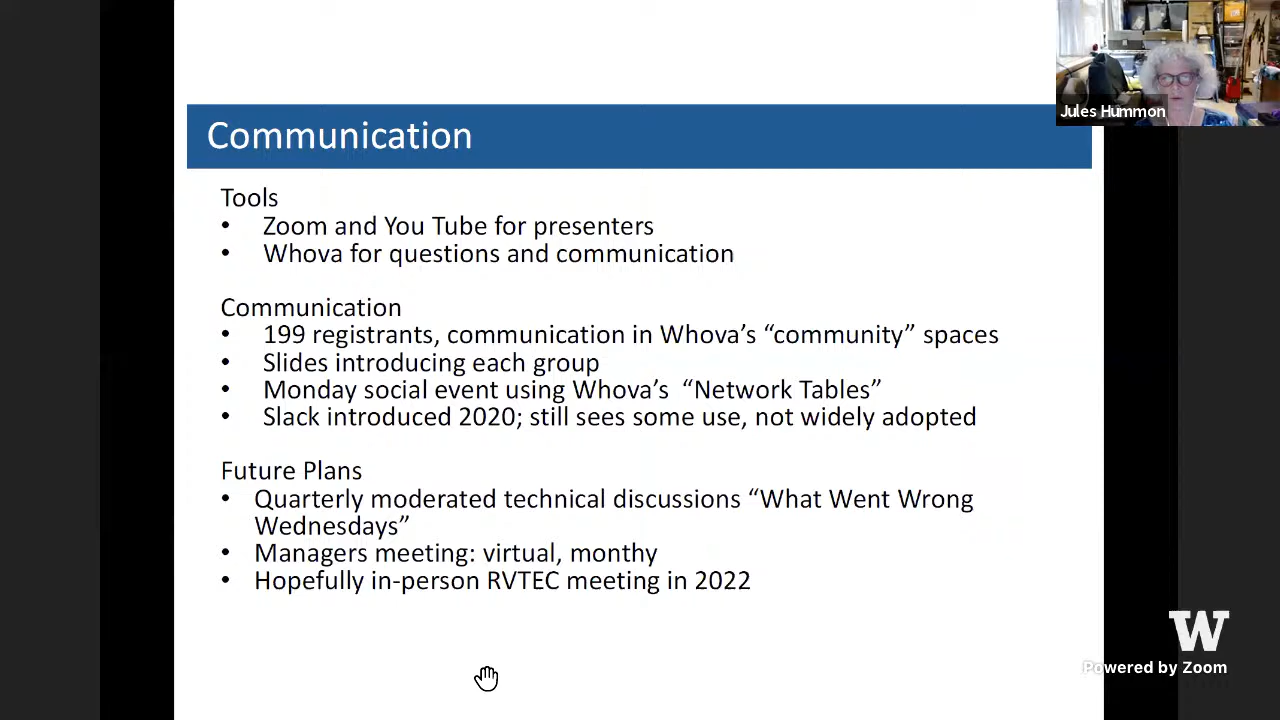 Jules Hummon
Communication
Tools
• Zoom and You Tube for presenters
• Whova for questions and communication
Communication
• 199 registrants, communication in Whova’s “community” spaces
• Slides introducing each group
• Monday social event using Whova’s “Network Tables”
• Slack introduced 2020; still sees some use, not widely adopted
Future Plans
• Quarterly moderated technical discussions “What Went Wrong
Wednesdays”
• Managers meeting: virtual, monthy
• Hopefully in-person RVTEC meeting in 2022
W
Powered by Zoom